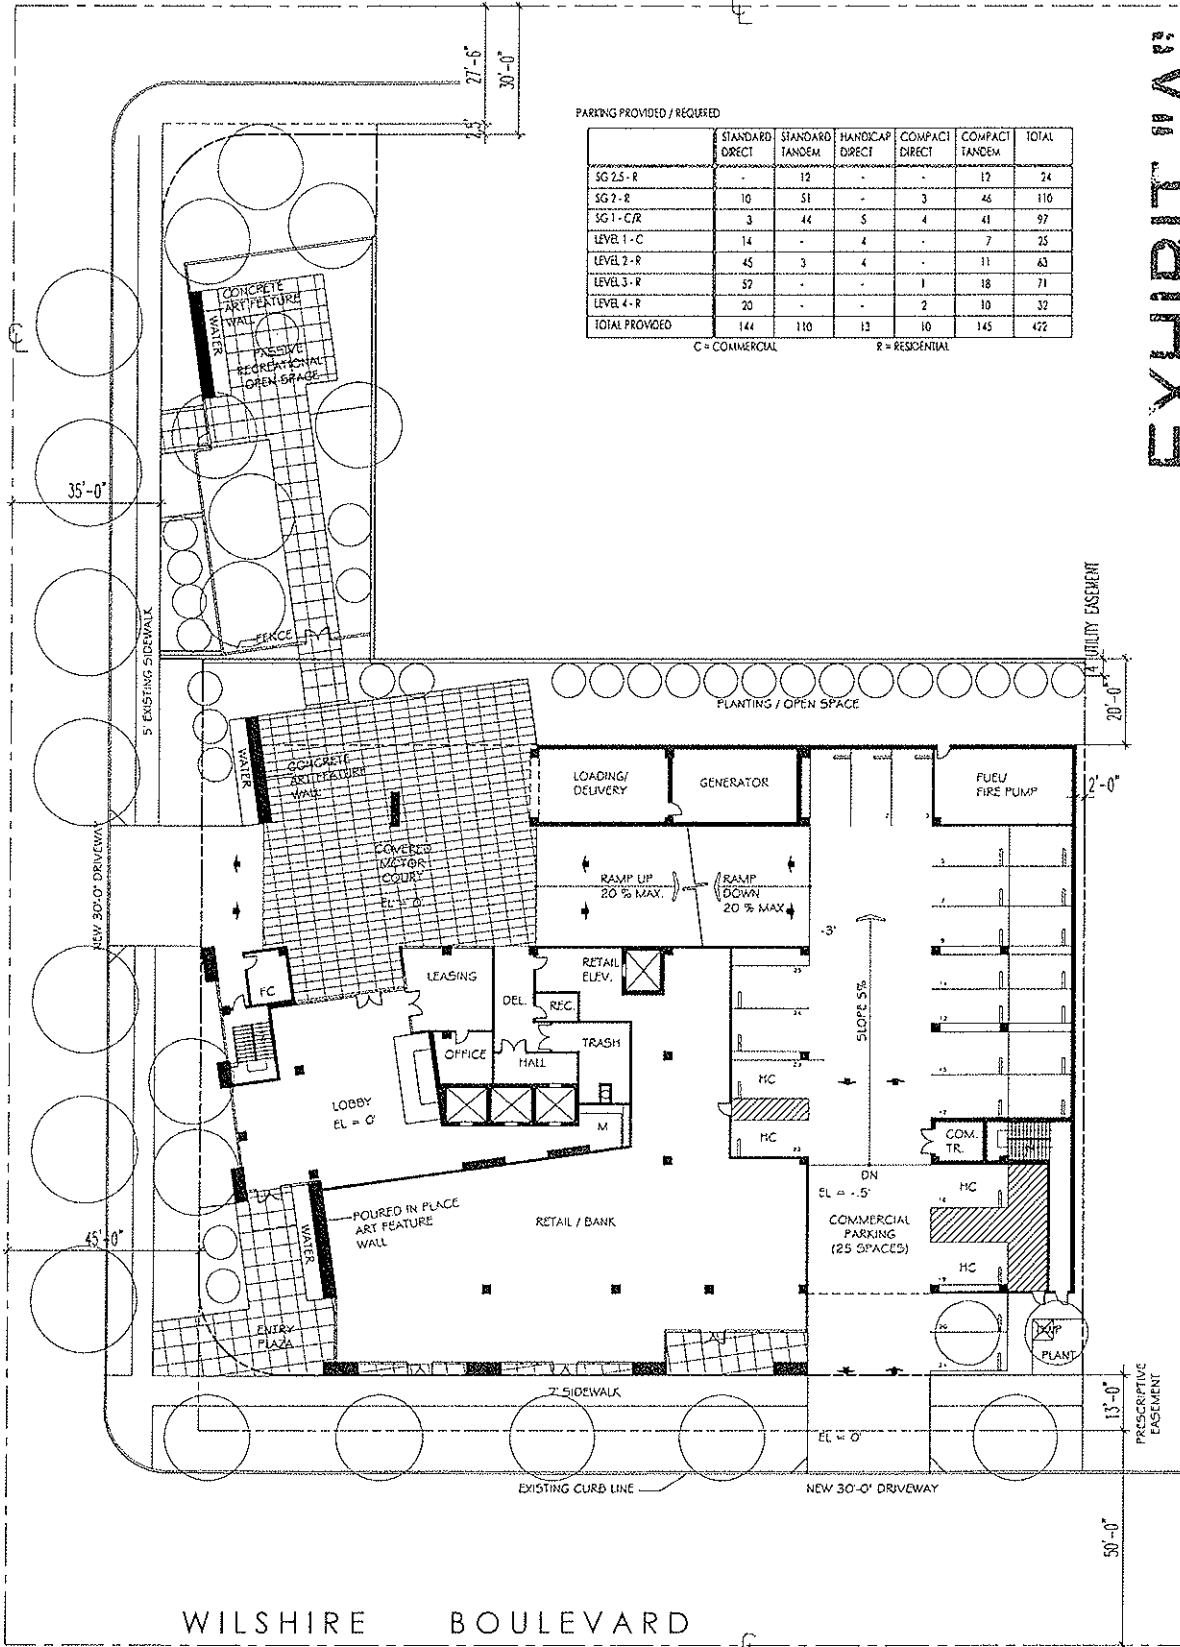 27'-6"
30'-0"
2.5'
EXHIBIT "A"
PARKING PROVIDED / REQUIRED
STANDARD DIRECT STANDARD TANDEM HANDICAP DIRECT COMPACT DIRECT COMPACT TANDEM TOTAL
SG 2.5 - R - 12 - - 12 24
SG 2 - R 10 51 - 3 46 110
SG 1 - C/R 3 44 5 4 41 97
LEVEL 1 - C 14 - 4 - 7 25
LEVEL 2 - R 45 3 4 - 11 63
LEVEL 3 - R 52 - - 1 18 71
LEVEL 4 - R 20 - - 2 10 32
TOTAL PROVIDED 144 110 13 10 145 422
C = COMMERCIAL R = RESIDENTIAL
CONCRETE
ART FEATURE
WALL
WATER
PASSIVE
RECREATIONAL
OPEN SPACE
35'-0"
5' EXISTING SIDEWALK
FENCE
4' UTILITY EASEMENT
20'-0"
PLANTING / OPEN SPACE
WATER
CONCRETE
ART FEATURE
WALL
LOADING/
DELIVERY
GENERATOR
FUEL/
FIRE PUMP
2'-0"
NEW 30'-0" DRIVEWAY
COVERED
MOTOR
COURT
EL = 0'
RAMP UP
20 % MAX.
RAMP
DOWN
20 % MAX
-3'
SLOPE 5%
FC
LEASING
RETAIL
ELEV.
DEL.
REC.
OFFICE
HALL
TRASH
LOBBY
EL = 0'
M
HC
HC
COM.
TR.
DN
EL = -.5'
HC
COMMERCIAL
PARKING
(25 SPACES)
HC
POURED IN PLACE
ART FEATURE
WALL
RETAIL / BANK
WATER
45'-0"
ENTRY
PLAZA
PLANT
7' SIDEWALK
13'-0"
PRESCRIPTIVE
EASEMENT
EL = 0'
EXISTING CURB LINE
NEW 30'-0" DRIVEWAY
50'-0"
WILSHIRE BOULEVARD